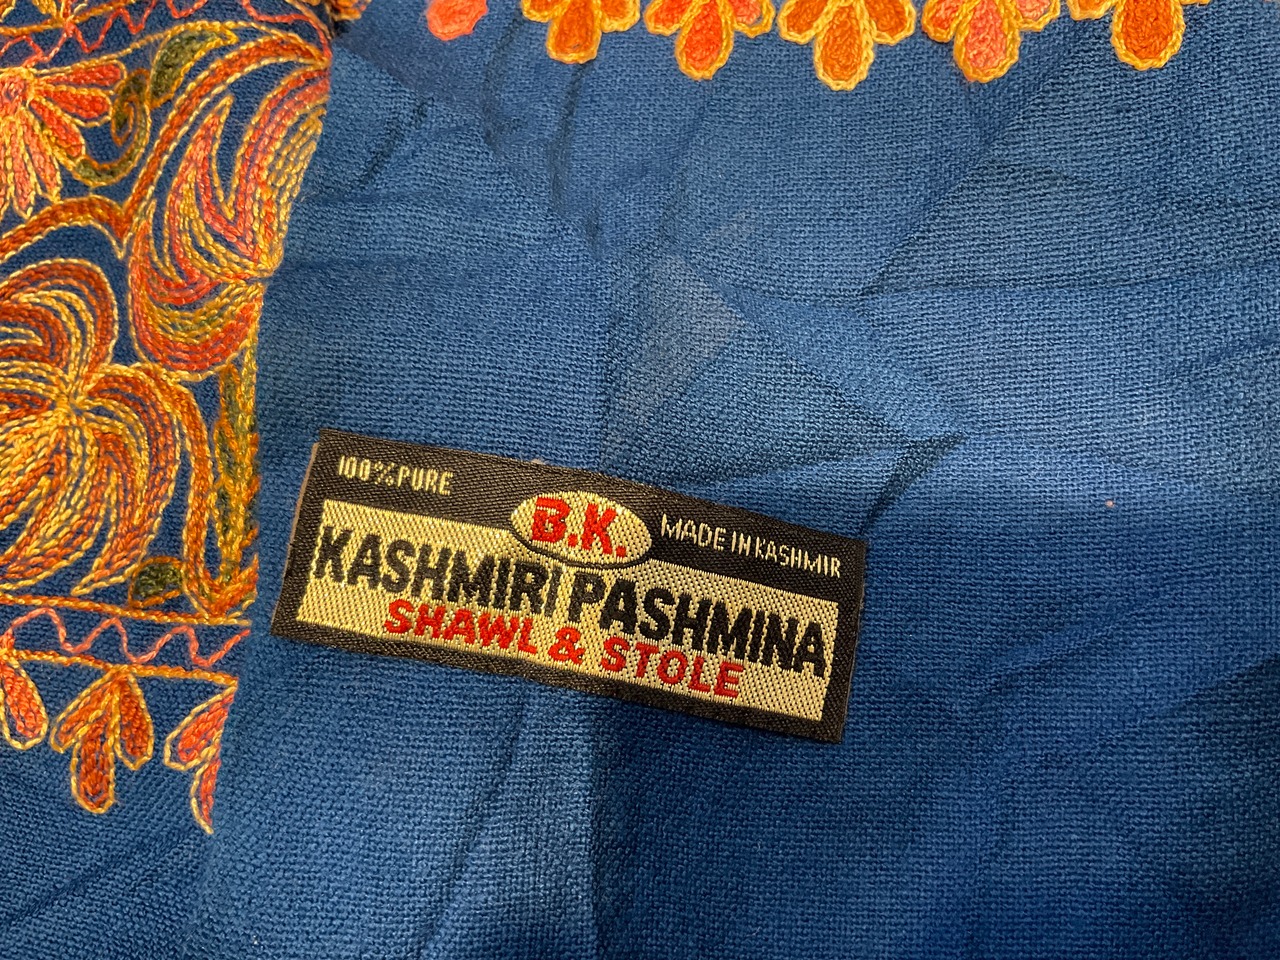 100% PURE
B.K.
MADE IN KASHMIR
KASHMIRI PASHMINA
SHAWL & STOLE